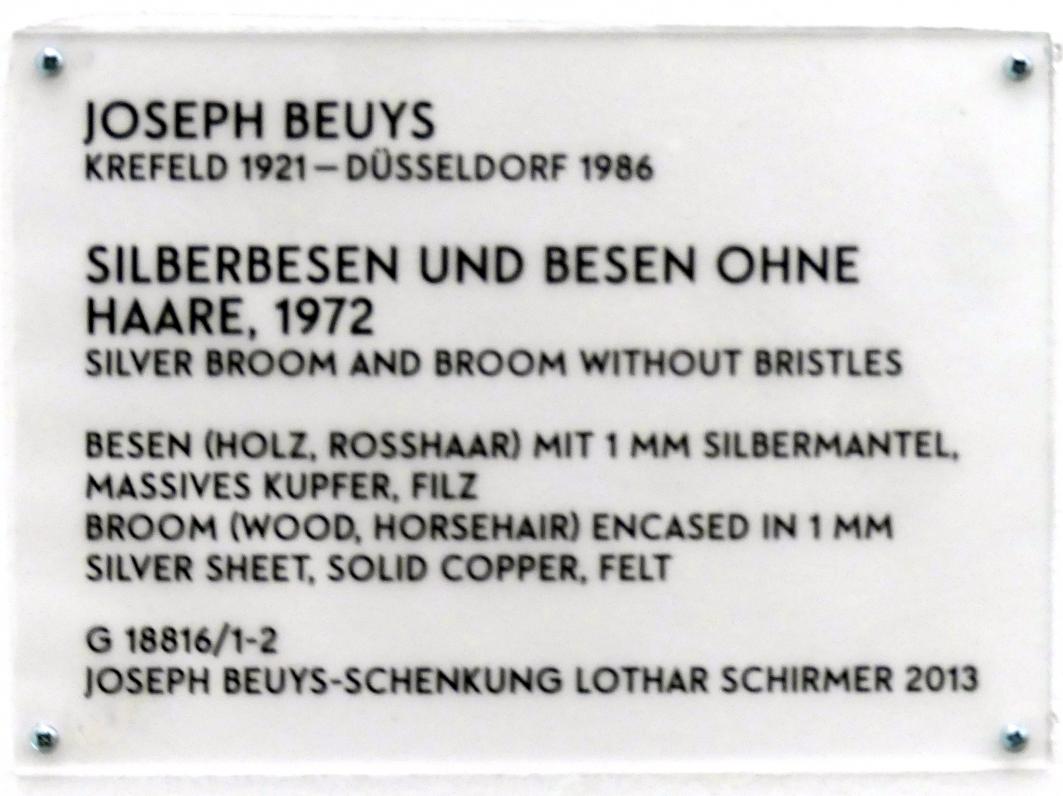 JOSEPH BEUYS
KREFELD 1921 – DÜSSELDORF 1986
SILBERBESEN UND BESEN OHNE
HAARE, 1972
SILVER BROOM AND BROOM WITHOUT BRISTLES
BESEN (HOLZ, ROSSHAAR) MIT 1 MM SILBERMANTEL,
MASSIVES KUPFER, FILZ
BROOM (WOOD, HORSEHAIR) ENCASED IN 1 MM
SILVER SHEET, SOLID COPPER, FELT
G 18816/1-2
JOSEPH BEUYS-SCHENKUNG LOTHAR SCHIRMER 2013